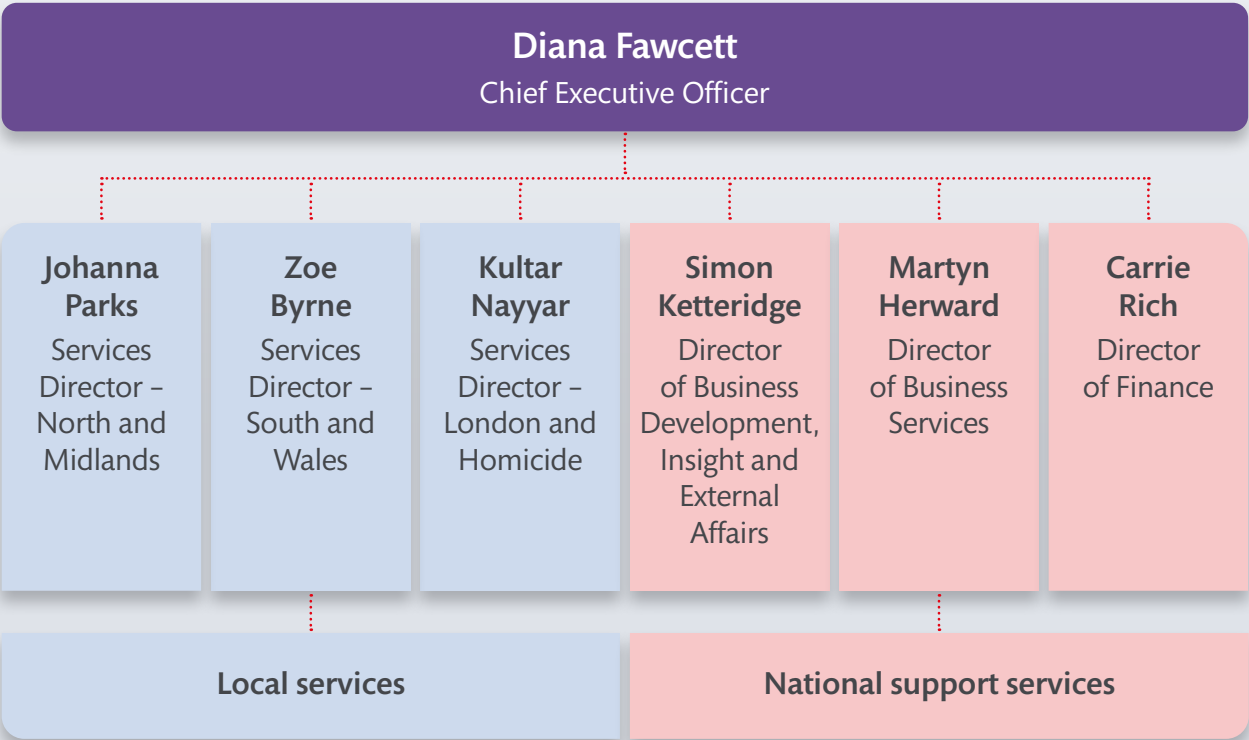 Diana Fawcett
Chief Executive Officer
Johanna
Parks
Services
Director –
North and
Midlands
Zoe
Byrne
Services
Director –
South and
Wales
Kultar
Nayyar
Services
Director –
London and
Homicide
Simon
Ketteridge
Director
of Business
Development,
Insight and
External
Affairs
Martyn
Herward
Director
of Business
Services
Carrie
Rich
Director
of Finance
Local services
National support services